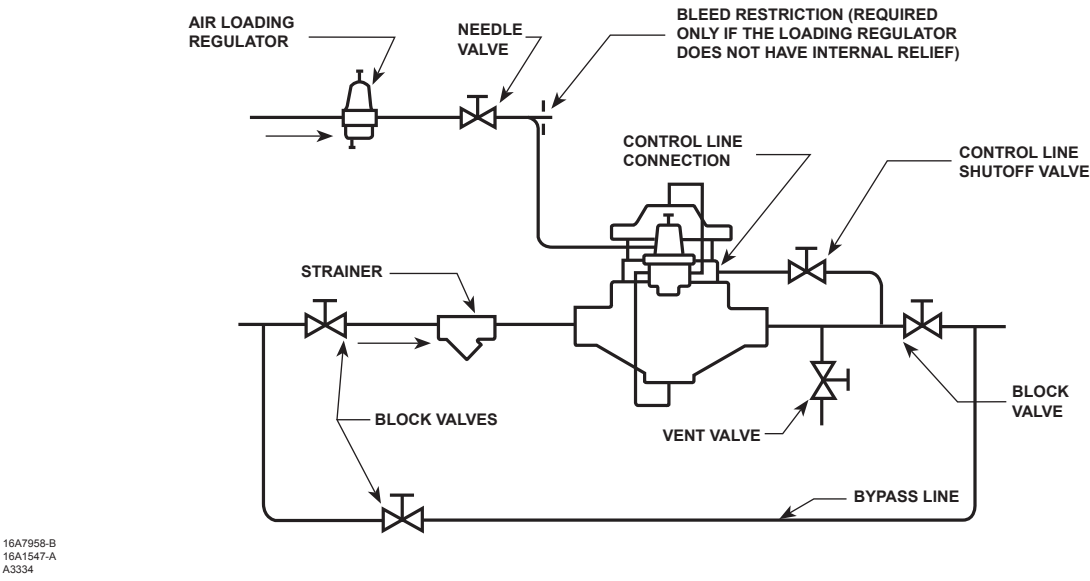 AIR LOADING
REGULATOR
NEEDLE
VALVE
BLEED RESTRICTION (REQUIRED
ONLY IF THE LOADING REGULATOR
DOES NOT HAVE INTERNAL RELIEF)
CONTROL LINE
CONNECTION
CONTROL LINE
SHUTOFF VALVE
STRAINER
BLOCK VALVES
VENT VALVE
BLOCK
VALVE
BYPASS LINE
16A7958-B
16A1547-A
A3334